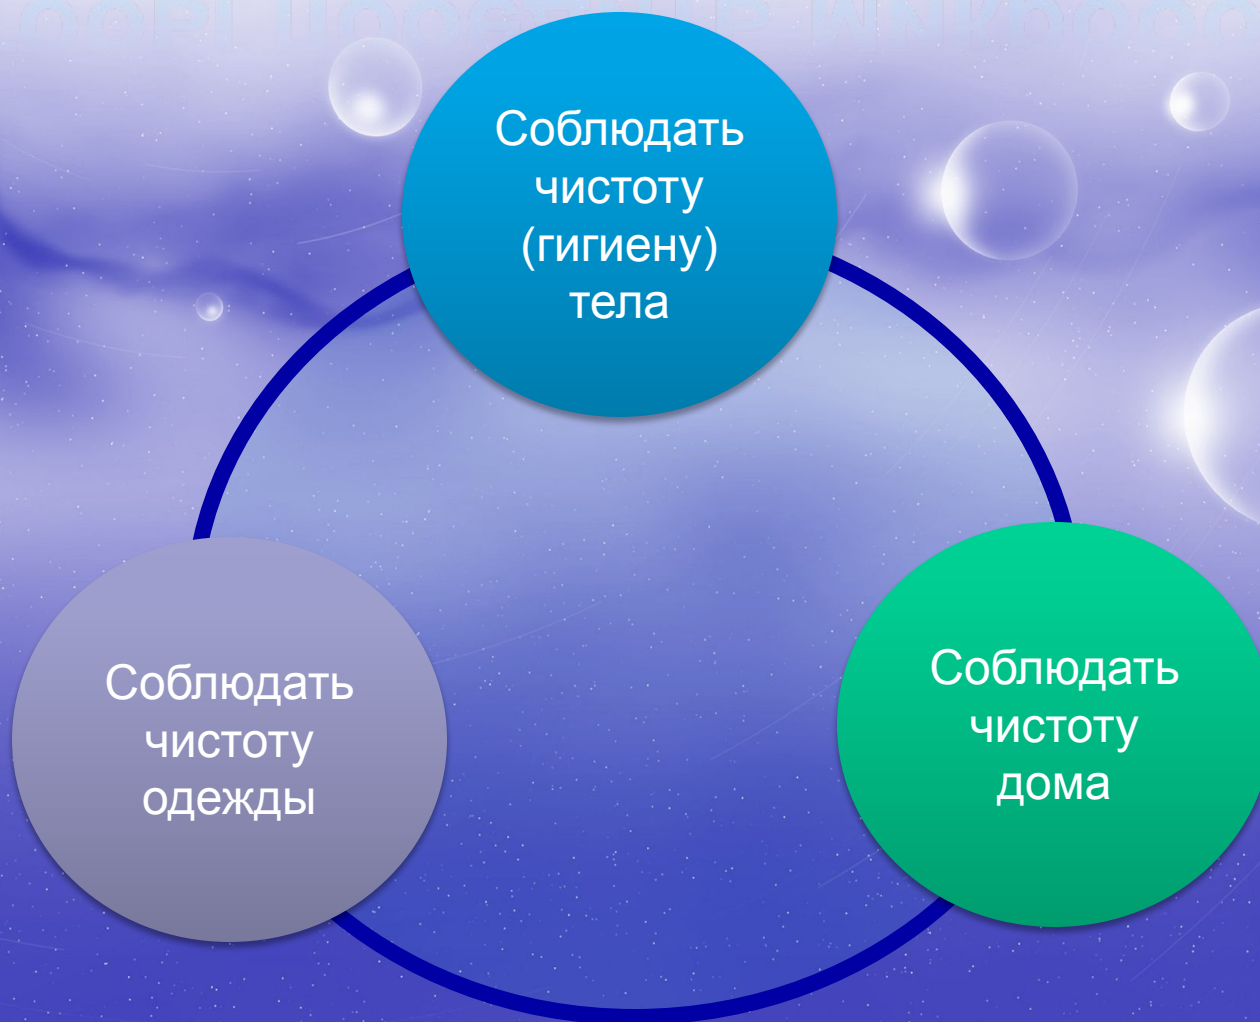 Соблюдать
чистоту
(гигиену)
тела
Соблюдать
чистоту
одежды
Соблюдать
чистоту
дома